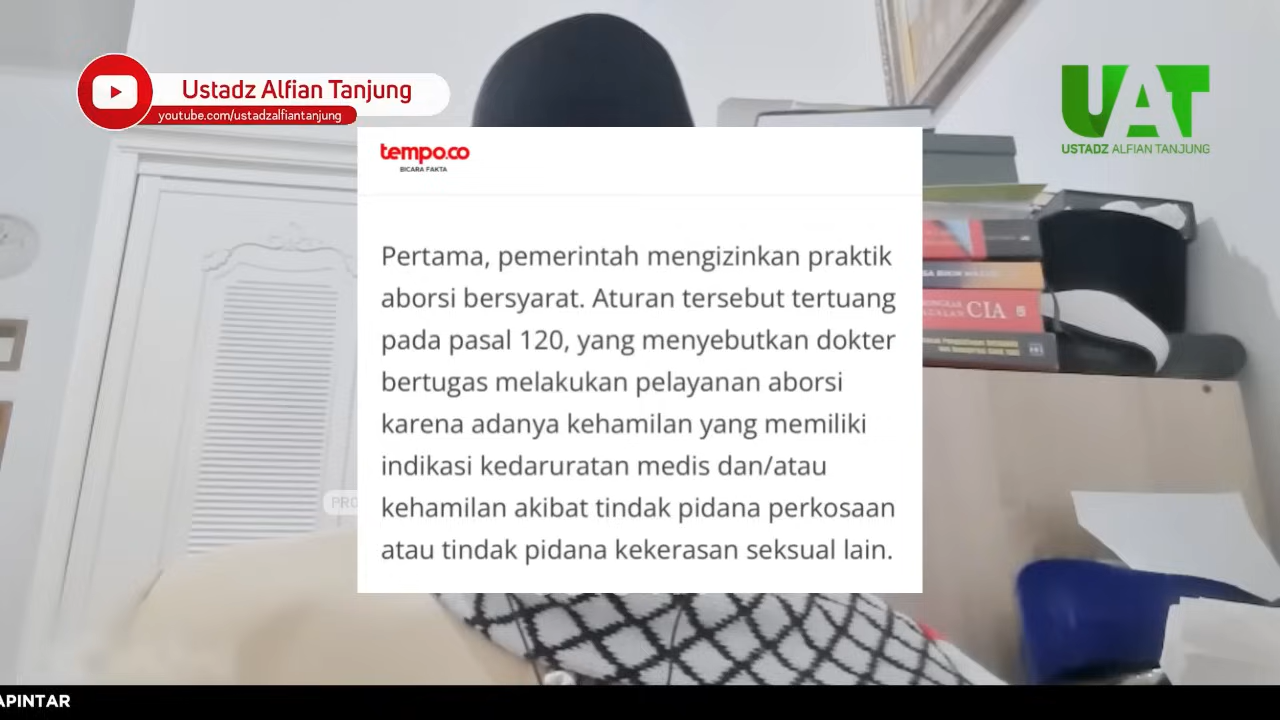 Ustadz Alfian Tanjung
youtube.com/ustadzalfiantanjung
UAT
USTADZ ALFIAN TANJUNG
tempo.co
BICARA FAKTA
Pertama, pemerintah mengizinkan praktik
aborsi bersyarat. Aturan tersebut tertuang
pada pasal 120, yang menyebutkan dokter
bertugas melakukan pelayanan aborsi
karena adanya kehamilan yang memiliki
indikasi kedaruratan medis dan/atau
kehamilan akibat tindak pidana perkosaan
atau tindak pidana kekerasan seksual lain.
CIA
PRO
APINTAR